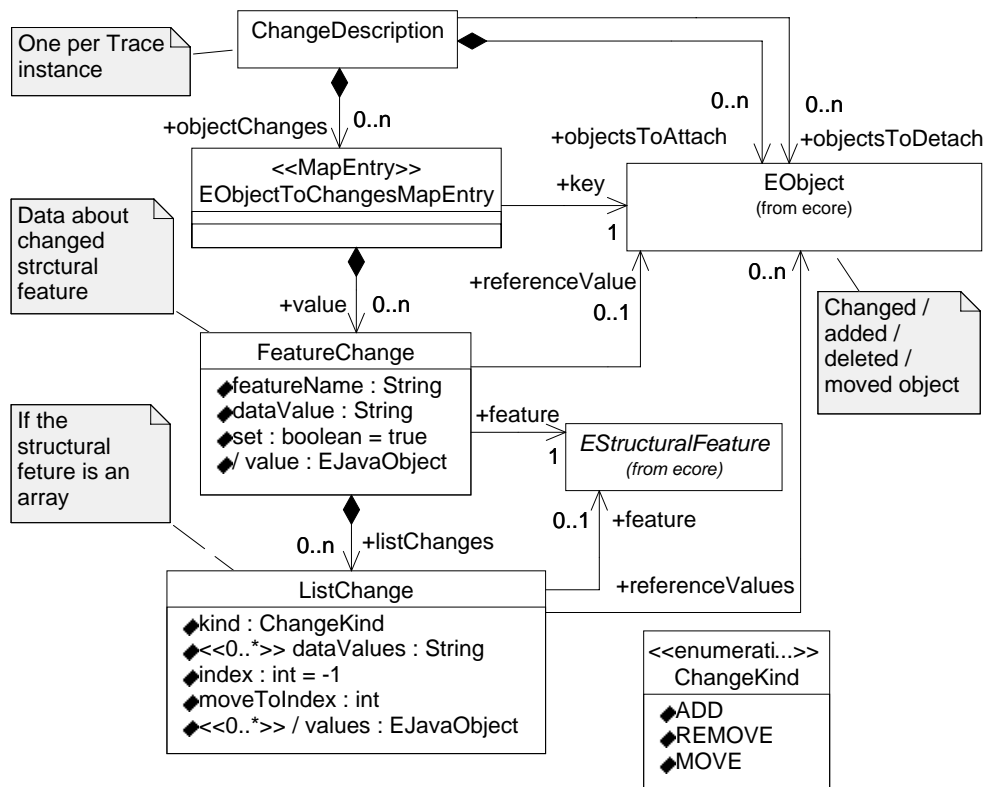 ChangeDescription
One per Trace
instance
0..n
0..n
0..n
+objectChanges
+objectsToAttach
+objectsToDetach
<<MapEntry>>
EObjectToChangesMapEntry
+key
1
EObject
(from ecore)
Data about
changed
strctural
feature
+value
0..n
+referenceValue
0..1
0..n
Changed /
added /
deleted /
moved object
FeatureChange
featureName : String
dataValue : String
set : boolean = true
/ value : EJavaObject
+feature
1
EStructuralFeature
(from ecore)
If the
structural
feture is an
array
0..n
+listChanges
0..1
+feature
+referenceValues
ListChange
kind : ChangeKind
<<0..*>> dataValues : String
index : int = -1
moveToIndex : int
<<0..*>> / values : EJavaObject
<<enumerati...>>
ChangeKind
ADD
REMOVE
MOVE